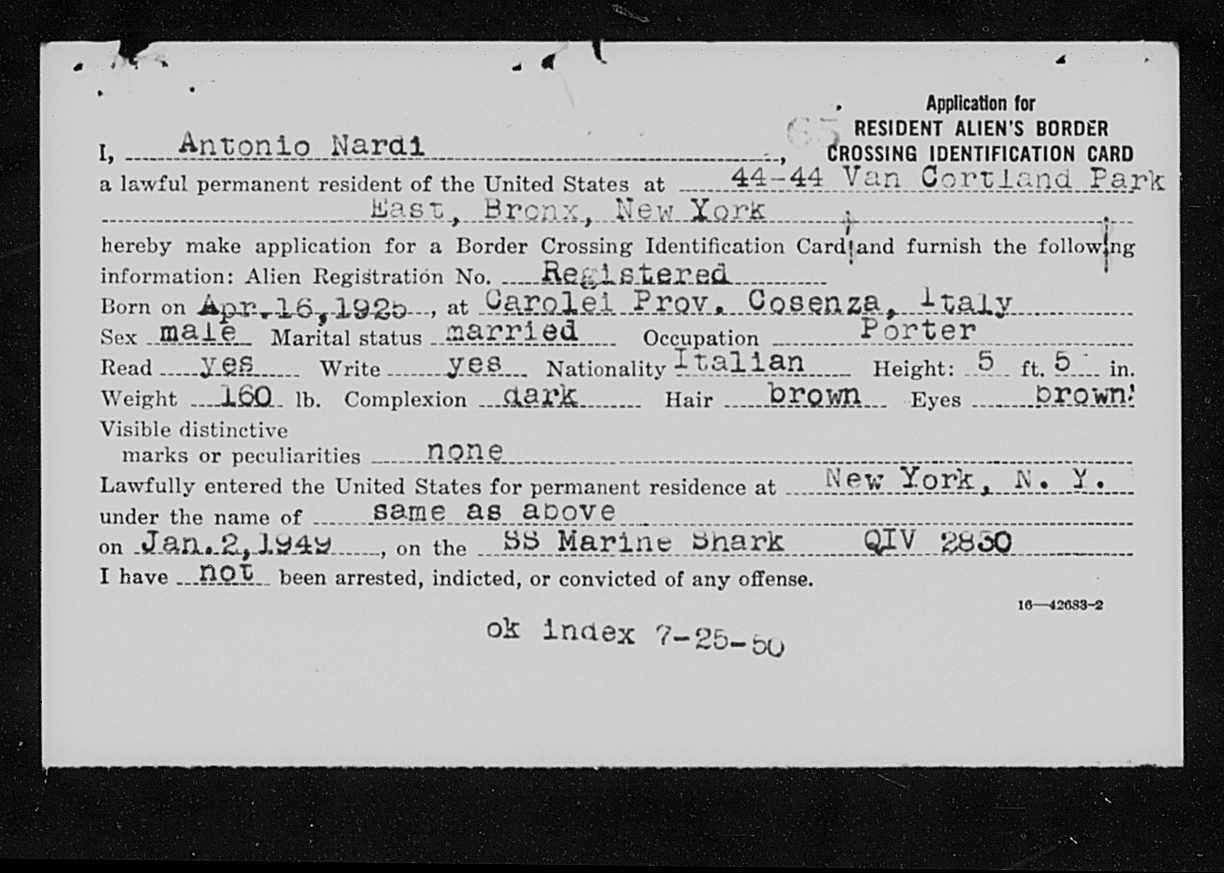 Application for
RESIDENT ALIEN'S BORDER
CROSSING IDENTIFICATION CARD
I, Antonio Nardi,
a lawful permanent resident of the United States at 44-44 Van Cortland Park
East, Bronx, New York
hereby make application for a Border Crossing Identification Card and furnish the following
information: Alien Registration No. Registered
Born on Apr.16,1925, at Carolei Prov. Cosenza, Italy
Sex male Marital status married Occupation Porter
Read yes Write yes Nationality Italian Height: 5 ft. 5 in.
Weight 160 lb. Complexion dark Hair brown Eyes brown
Visible distinctive
marks or peculiarities none
Lawfully entered the United States for permanent residence at New York, N. Y.
under the name of same as above
on Jan.2,1949, on the SS Marine Shark QIV 2830
I have not been arrested, indicted, or convicted of any offense.
16—42683-2
ok index 7-25-50